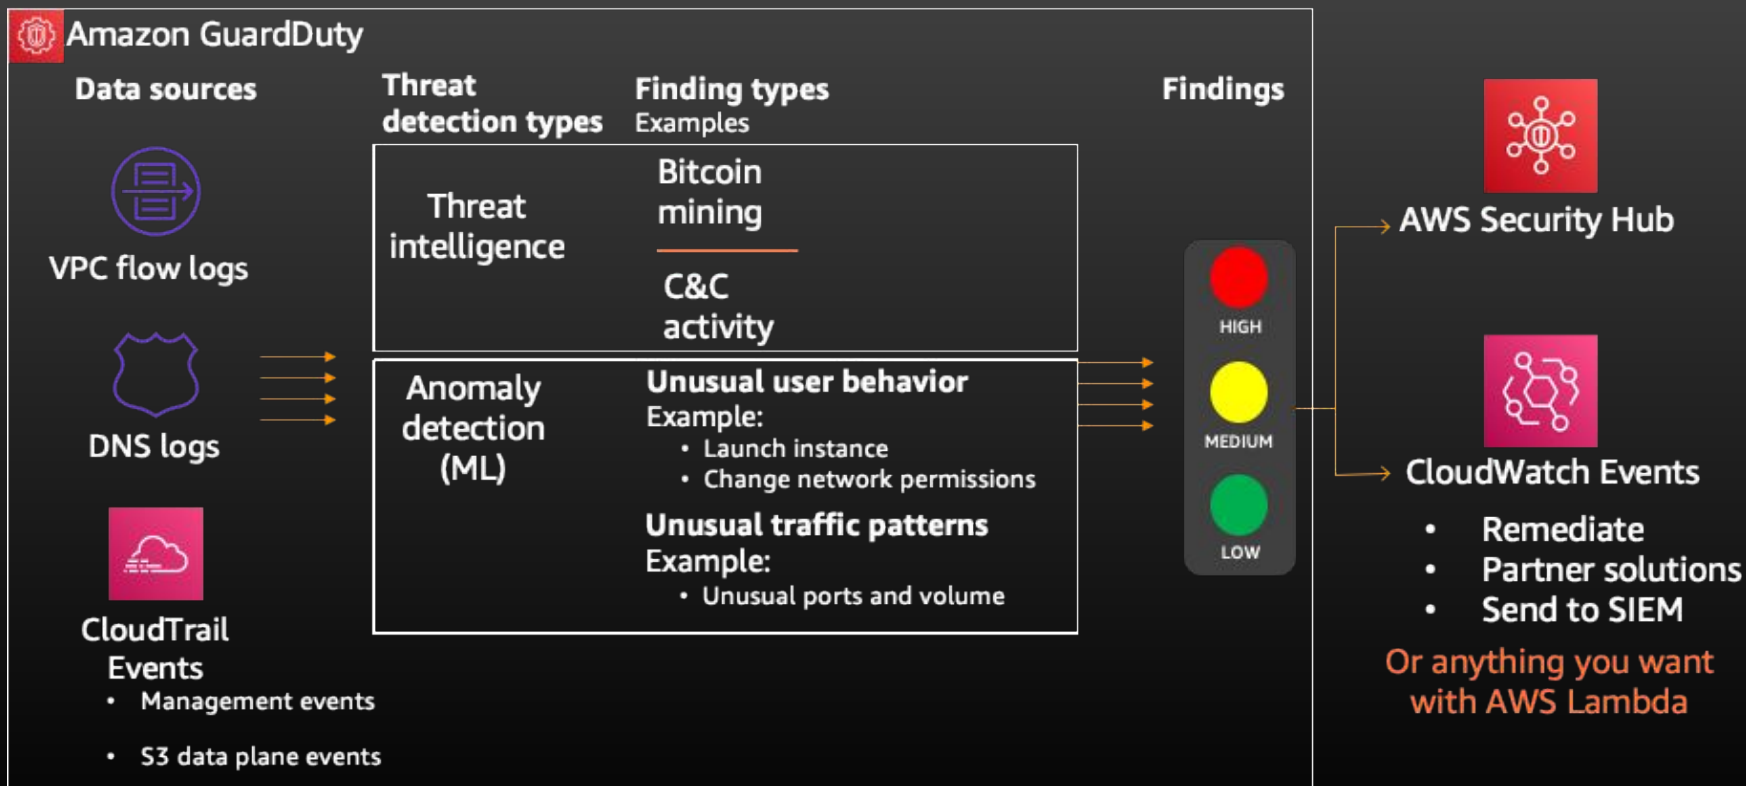 Amazon GuardDuty
Data sources
VPC flow logs
DNS logs
CloudTrail
Events
• Management events
• S3 data plane events
Threat
detection types
Finding types
Examples
Threat
intelligence
Bitcoin
mining
C&C
activity
Anomaly
detection
(ML)
Unusual user behavior
Example:
• Launch instance
• Change network permissions
Unusual traffic patterns
Example:
• Unusual ports and volume
Findings
HIGH
MEDIUM
LOW
AWS Security Hub
CloudWatch Events
• Remediate
• Partner solutions
• Send to SIEM
Or anything you want
with AWS Lambda